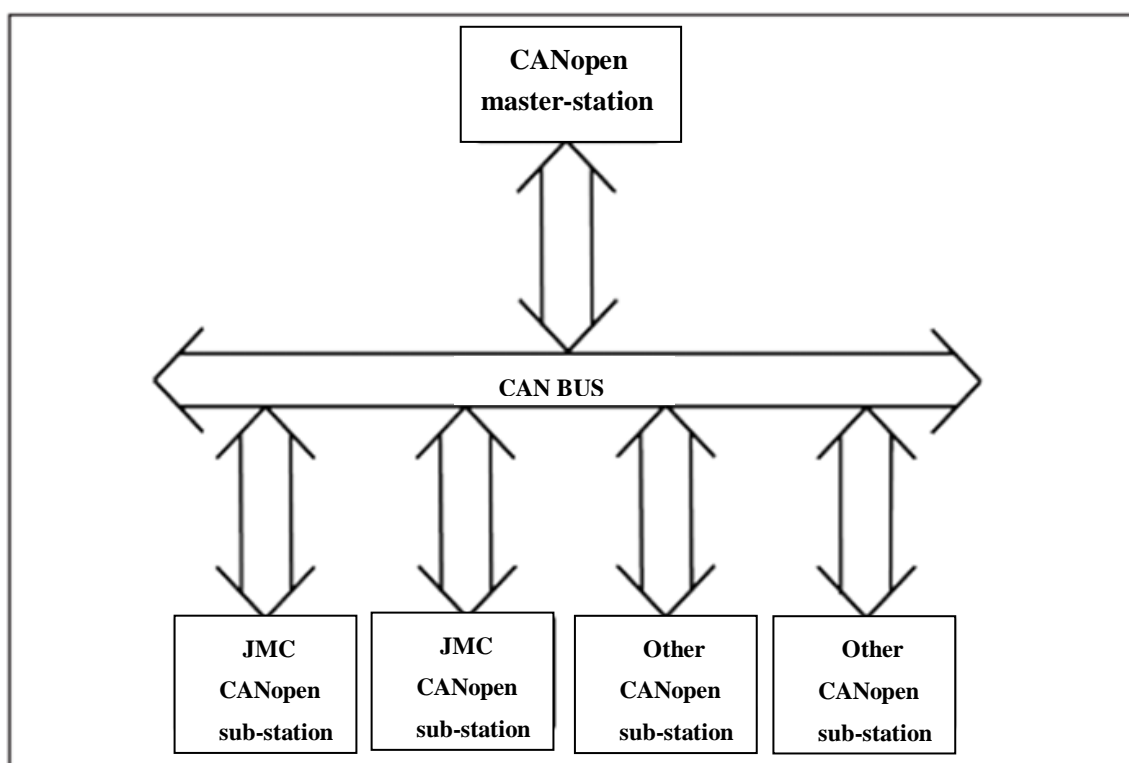 CANopen
master-station
CAN BUS
JMC
CANopen
sub-station
JMC
CANopen
sub-station
Other
CANopen
sub-station
Other
CANopen
sub-station